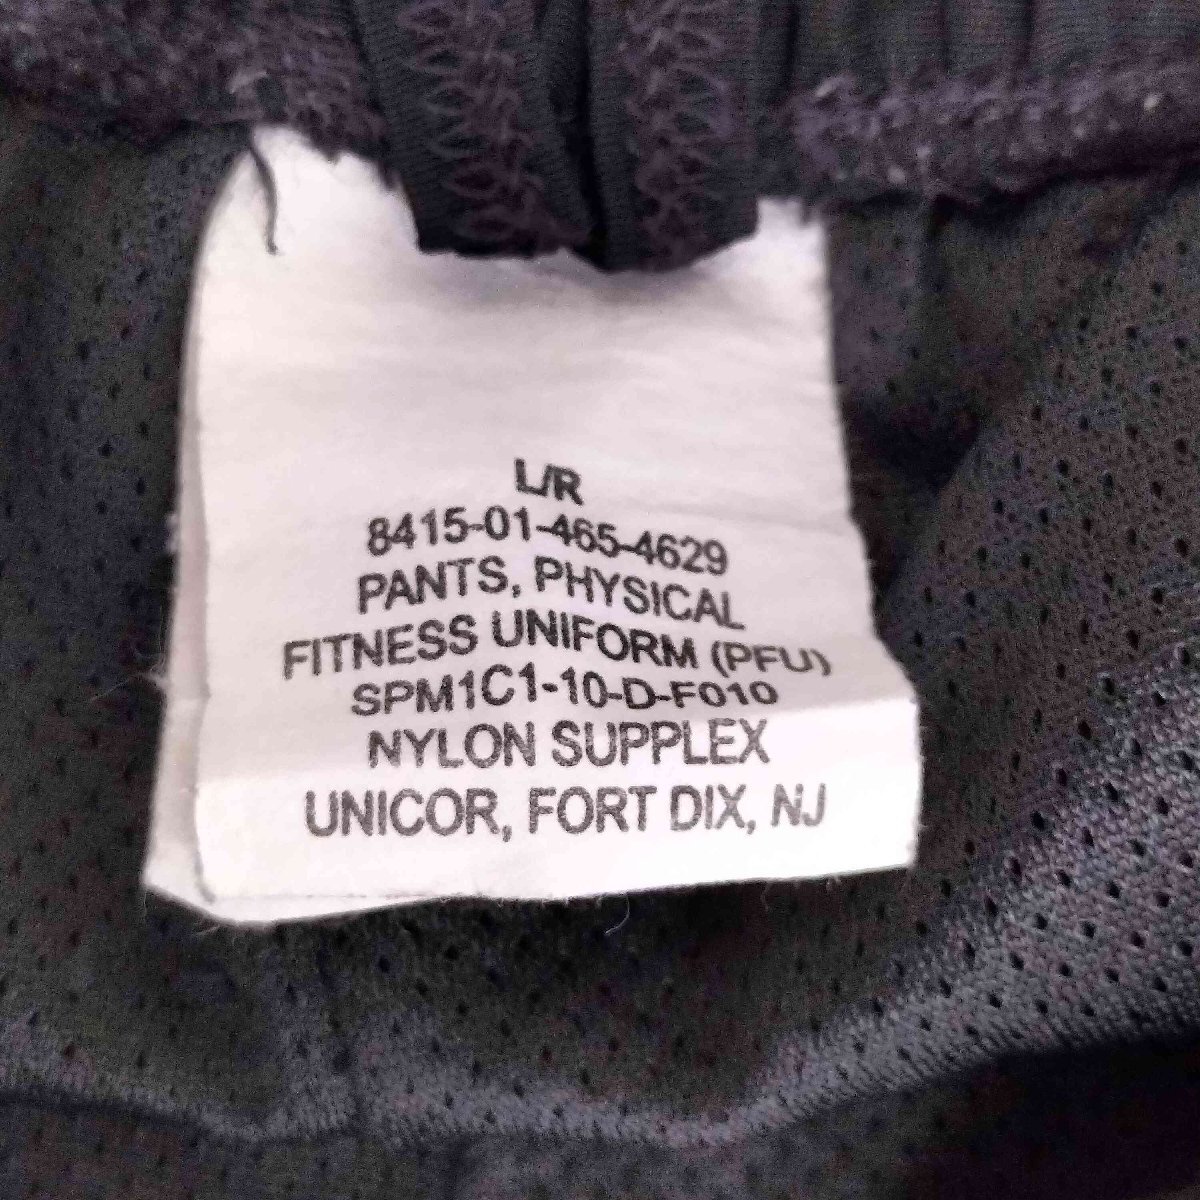 L/R
8415-01-465-4629
PANTS, PHYSICAL
FITNESS UNIFORM (PFU)
SPM1C1-10-D-F010
NYLON SUPPLEX
UNICOR, FORT DIX, NJ